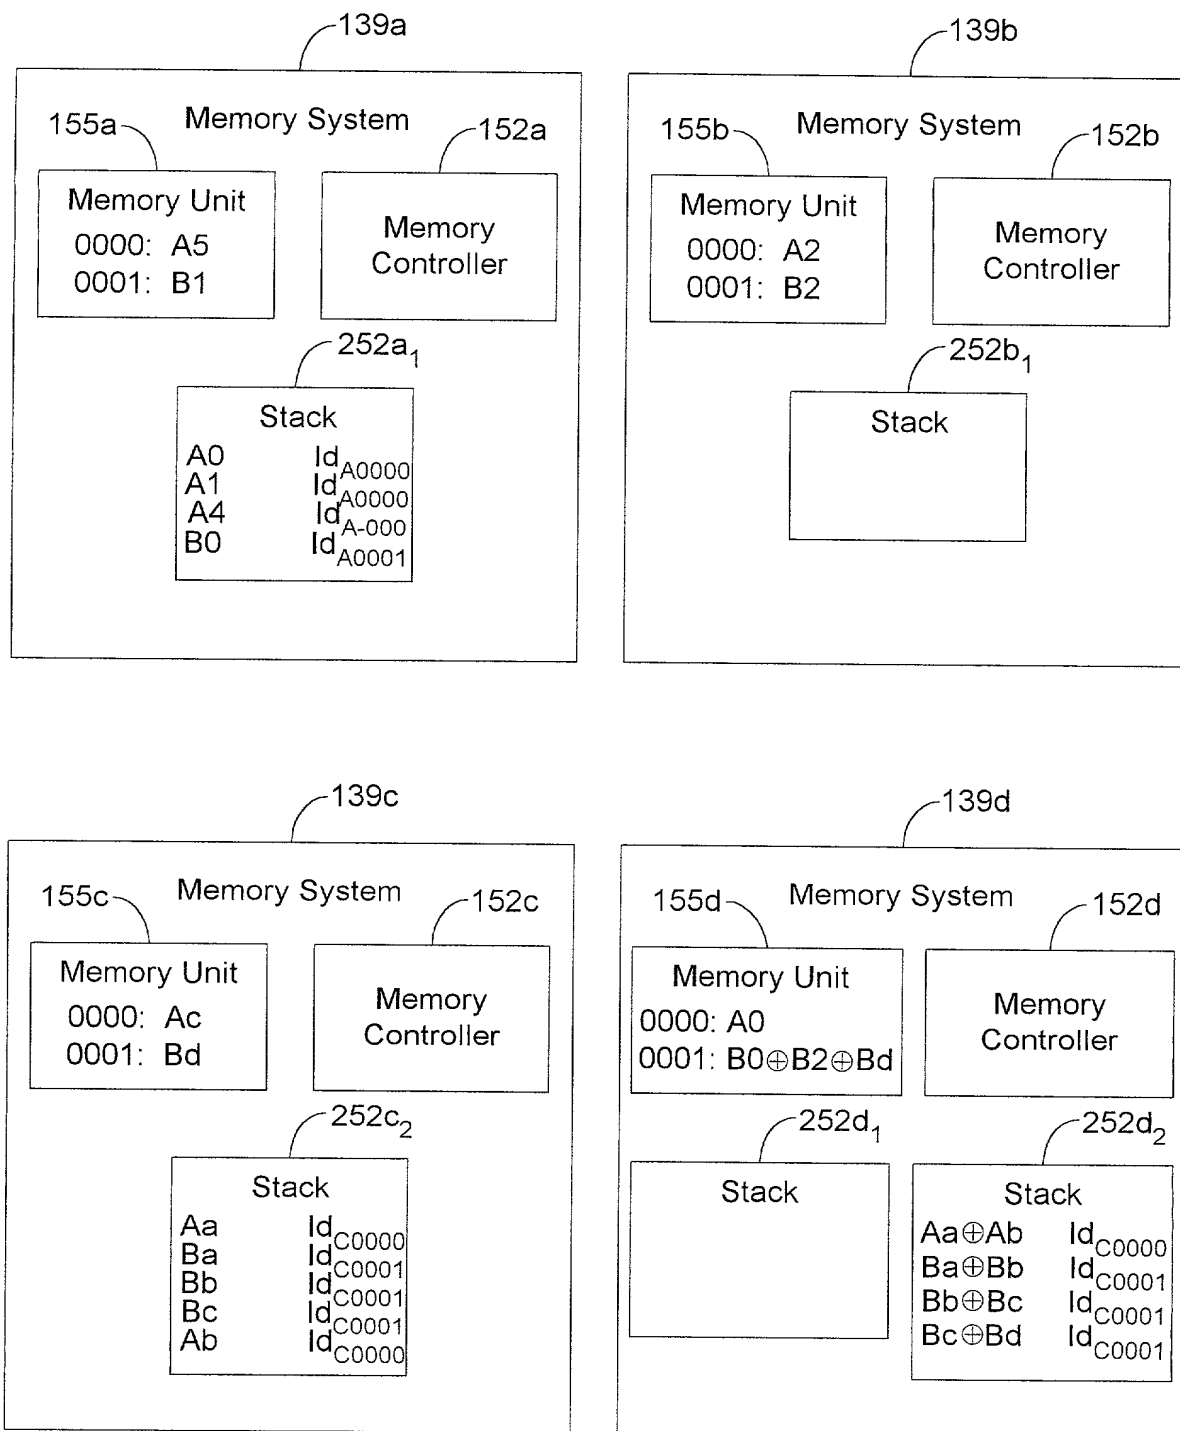 139a
139b
Memory System
155a
152a
Memory Unit
0000: A5
0001: B1
Memory
Controller
252a1
Stack
A0 IdA0000
A1 IdA0000
A4 IdA-000
B0 IdA0001
Memory System
155b
152b
Memory Unit
0000: A2
0001: B2
Memory
Controller
252b1
Stack
139c
139d
Memory System
155c
152c
Memory Unit
0000: Ac
0001: Bd
Memory
Controller
252c2
Stack
Aa IdC0000
Ba IdC0001
Bb IdC0001
Bc IdC0001
Ab IdC0000
Memory System
155d
152d
Memory Unit
0000: A0
0001: B0⊕B2⊕Bd
Memory
Controller
252d1
Stack
252d2
Stack
Aa⊕Ab IdC0000
Ba⊕Bb IdC0001
Bb⊕Bc IdC0001
Bc⊕Bd IdC0001